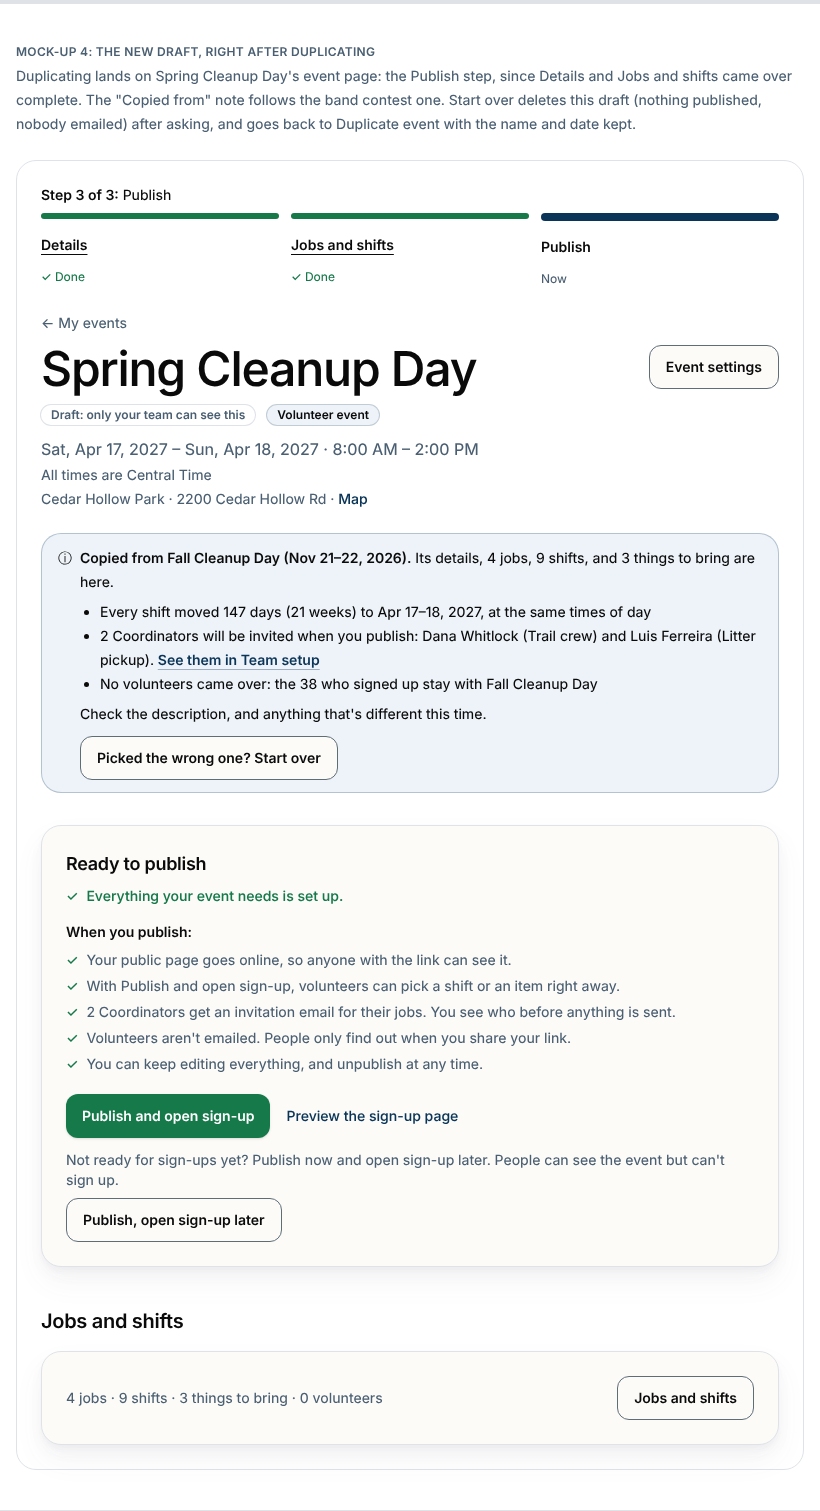 MOCK-UP 4: THE NEW DRAFT, RIGHT AFTER DUPLICATING
Duplicating lands on Spring Cleanup Day's event page: the Publish step, since Details and Jobs and shifts came over
complete. The "Copied from" note follows the band contest one. Start over deletes this draft (nothing published,
nobody emailed) after asking, and goes back to Duplicate event with the name and date kept.
Step 3 of 3: Publish
Details
✓ Done
Jobs and shifts
✓ Done
Publish
Now
← My events
Spring Cleanup Day
Event settings
Draft: only your team can see this
Volunteer event
Sat, Apr 17, 2027 – Sun, Apr 18, 2027 · 8:00 AM – 2:00 PM
All times are Central Time
Cedar Hollow Park · 2200 Cedar Hollow Rd · Map
ⓘ Copied from Fall Cleanup Day (Nov 21–22, 2026). Its details, 4 jobs, 9 shifts, and 3 things to bring are
here.
• Every shift moved 147 days (21 weeks) to Apr 17–18, 2027, at the same times of day
• 2 Coordinators will be invited when you publish: Dana Whitlock (Trail crew) and Luis Ferreira (Litter
pickup). See them in Team setup
• No volunteers came over: the 38 who signed up stay with Fall Cleanup Day
Check the description, and anything that's different this time.
Picked the wrong one? Start over
Ready to publish
✓ Everything your event needs is set up.
When you publish:
✓ Your public page goes online, so anyone with the link can see it.
✓ With Publish and open sign-up, volunteers can pick a shift or an item right away.
✓ 2 Coordinators get an invitation email for their jobs. You see who before anything is sent.
✓ Volunteers aren't emailed. People only find out when you share your link.
✓ You can keep editing everything, and unpublish at any time.
Publish and open sign-up
Preview the sign-up page
Not ready for sign-ups yet? Publish now and open sign-up later. People can see the event but can't
sign up.
Publish, open sign-up later
Jobs and shifts
4 jobs · 9 shifts · 3 things to bring · 0 volunteers
Jobs and shifts